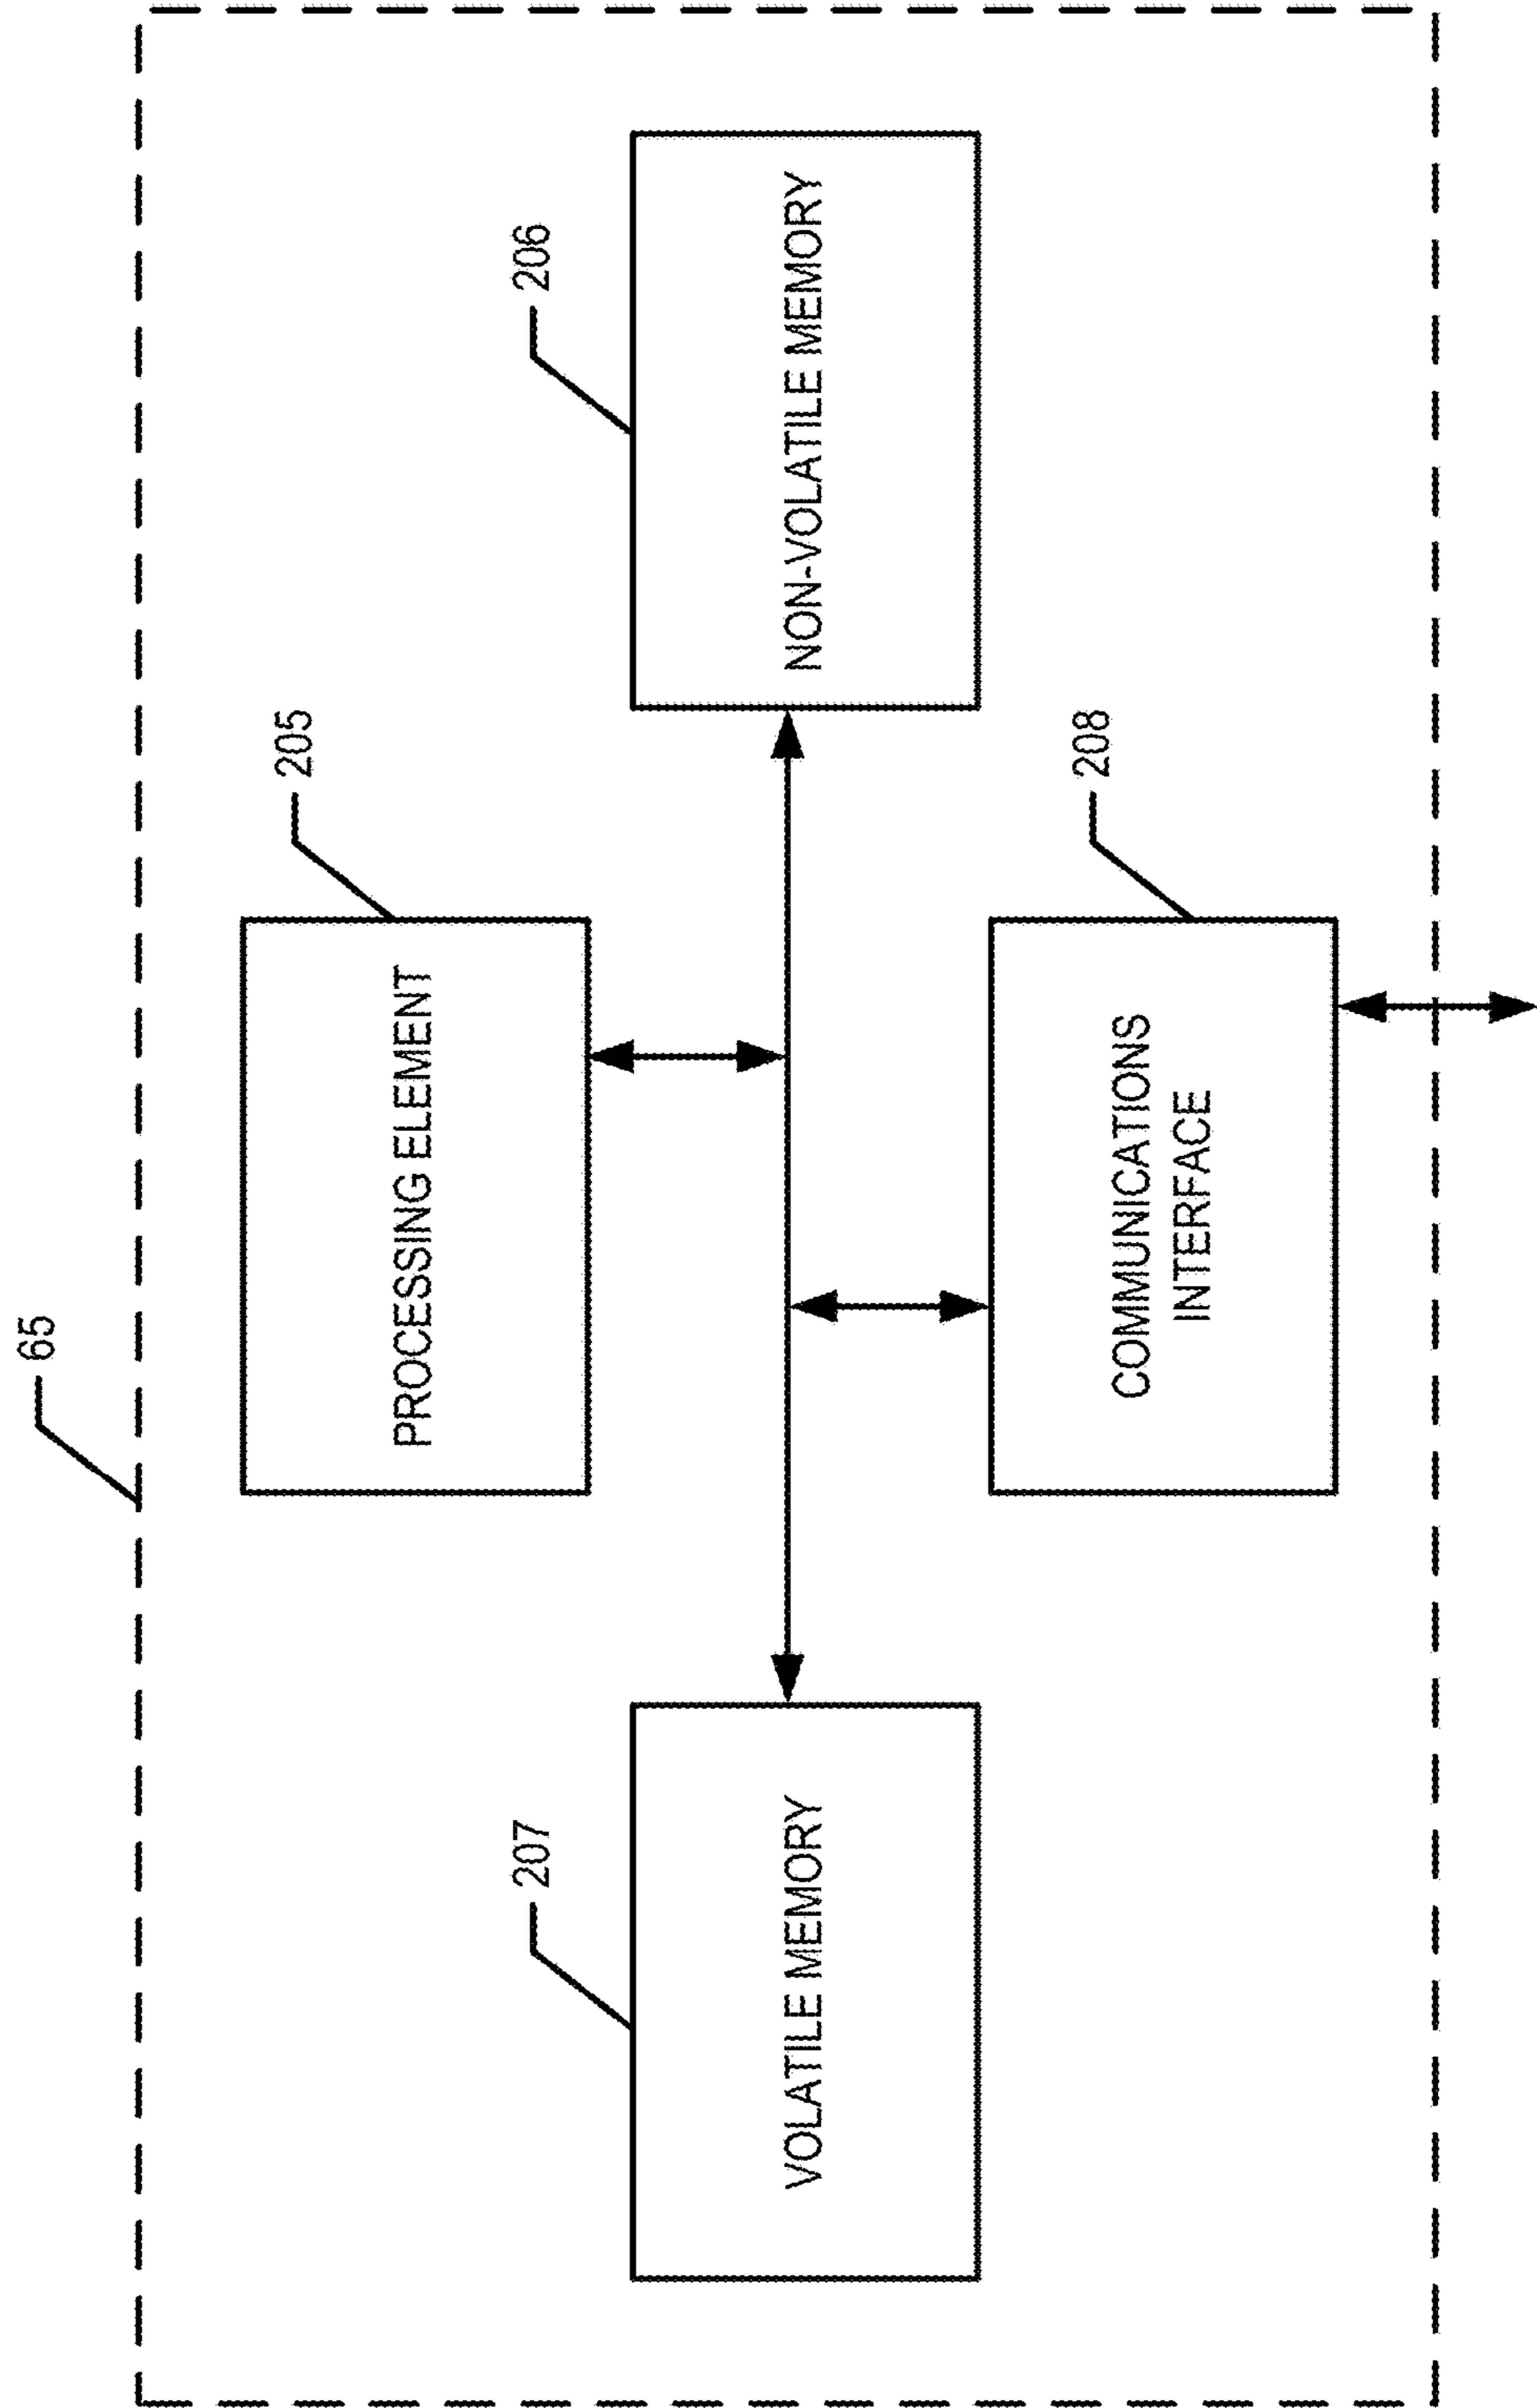 65
205
PROCESSING ELEMENT
207
206
VOLATILE MEMORY
NON-VOLATILE MEMORY
208
COMMUNICATIONS
INTERFACE